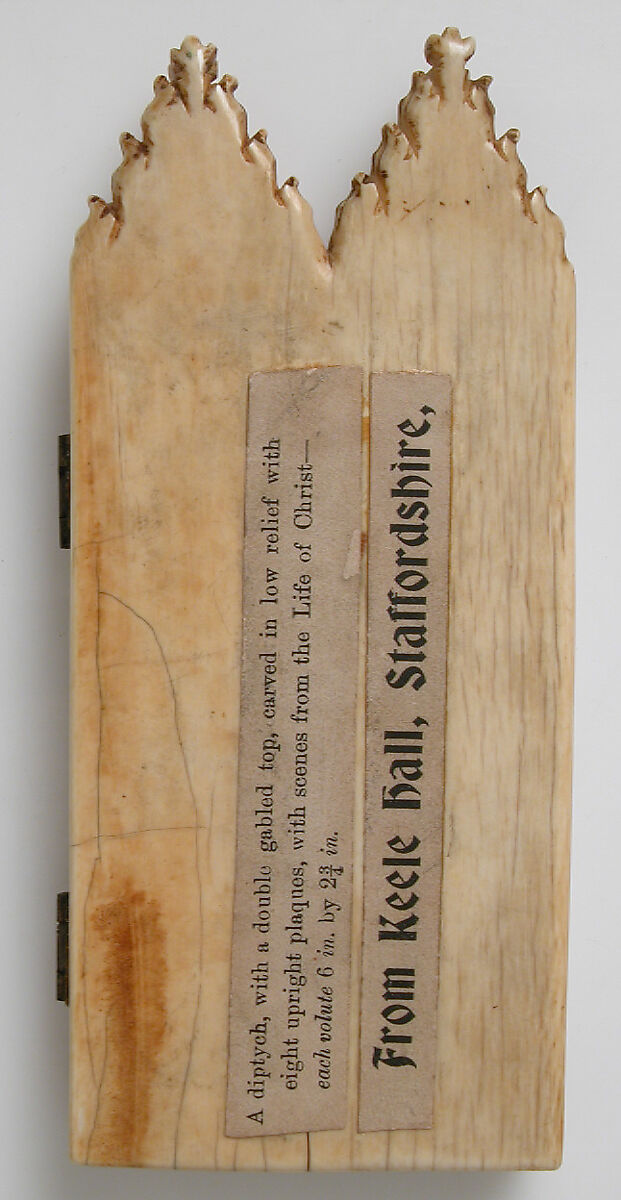 A diptych, with a double gabled top, carved in low relief with
eight upright plaques, with scenes from the Life of Christ—
each volute 6 in. by 2¾ in.
From Keele Hall, Staffordshire,